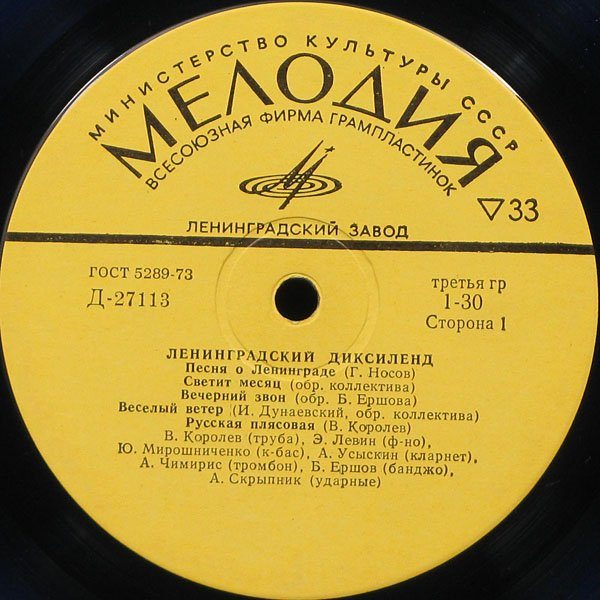 МИНИСТЕРСТВО КУЛЬТУРЫ СССР
МЕЛОДИЯ
ВСЕСОЮЗНАЯ ФИРМА ГРАМПЛАСТИНОК
▽33
ЛЕНИНГРАДСКИЙ ЗАВОД
ГОСТ 5289-73
Д-27113
третья гр
1-30
Сторона 1
ЛЕНИНГРАДСКИЙ ДИКСИЛЕНД
Песня о Ленинграде (Г. Носов)
Светит месяц (обр. коллектива)
Вечерний звон (обр. Б. Ершова)
Веселый ветер (И. Дунаевский, обр. коллектива)
Русская плясовая (В. Королев)
В. Королев (труба), Э. Левин (ф-но),
Ю. Мирошниченко (к-бас), А. Усыскин (кларнет),
А. Чимирис (тромбон), Б. Ершов (банджо),
А. Скрыпник (ударные)